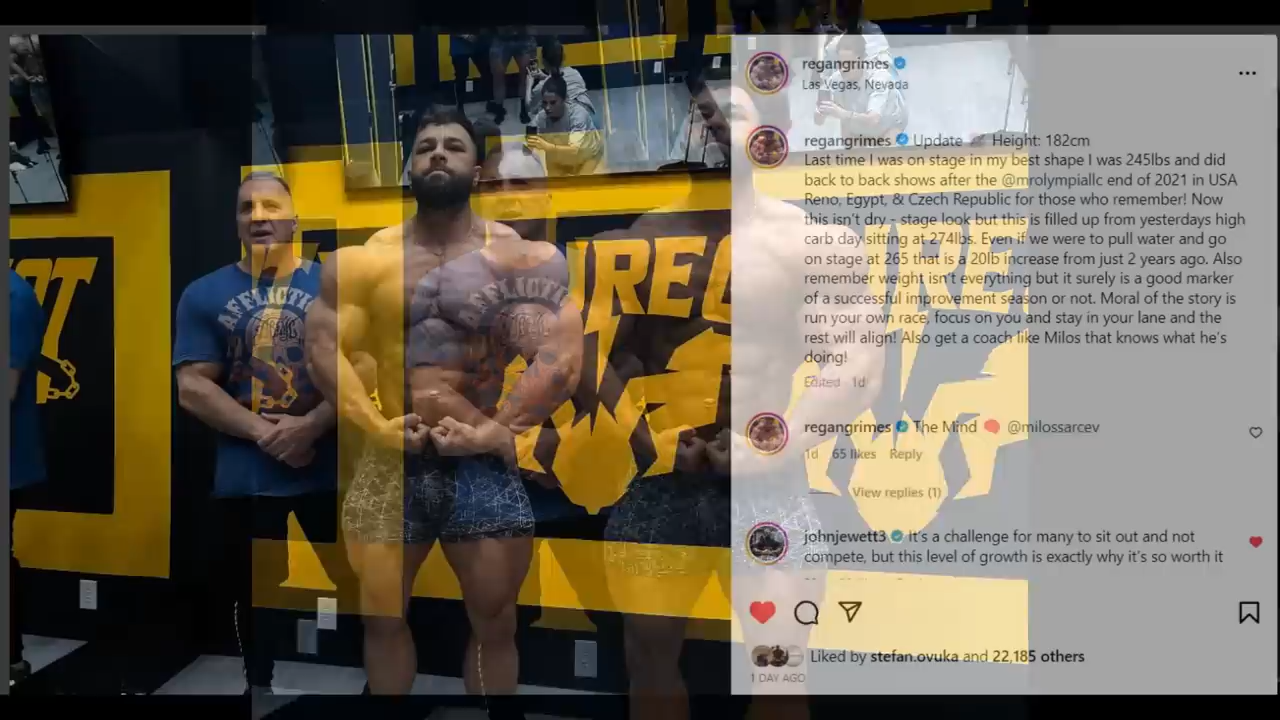 regangrimes
Las Vegas, Nevada
regangrimes Update Height: 182cm
Last time I was on stage in my best shape I was 245lbs and did
back to back shows after the @mrolympiallc end of 2021 in USA
Reno, Egypt, & Czech Republic for those who remember! Now
this isn't dry - stage look but this is filled up from yesterdays high
carb day sitting at 274lbs. Even if we were to pull water and go
on stage at 265 that is a 20lb increase from just 2 years ago. Also
remember weight isn't everything but it surely is a good marker
of a successful improvement season or not. Moral of the story is
run your own race, focus on you and stay in your lane and the
rest will align! Also get a coach like Milos that knows what he's
doing!
Edited 1d
regangrimes The Mind @milossarcev
1d 65 likes Reply
View replies (1)
johnjewett3 it's a challenge for many to sit out and not
compete, but this level of growth is exactly why it's so worth it
Liked by stefan.ovuka and 22,185 others
1 DAY AGO
AFFLICTION
AFFLICTION